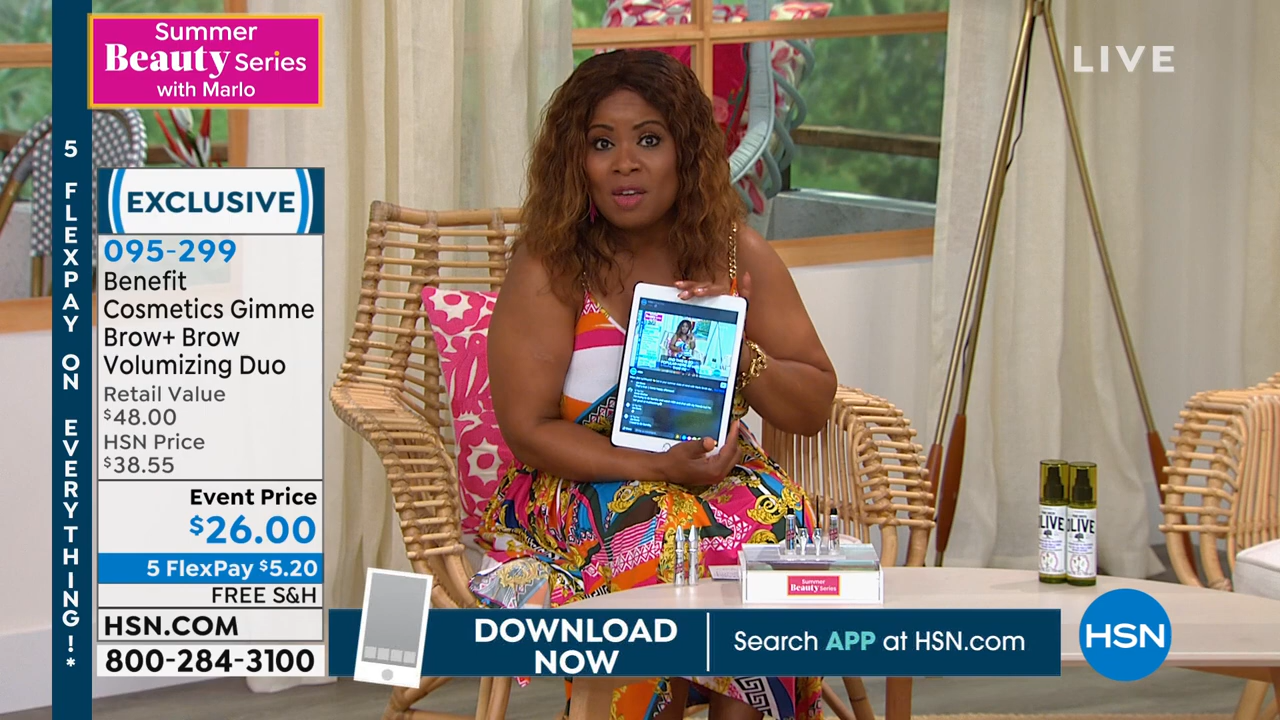 Summer
Beauty Series
with Marlo
LIVE
5 FLEXPAY ON EVERYTHING!*
EXCLUSIVE
095-299
Benefit
Cosmetics Gimme
Brow+ Brow
Volumizing Duo
Retail Value
$48.00
HSN Price
$38.55
Event Price
$26.00
5 FlexPay $5.20
FREE S&H
HSN.COM
800-284-3100
DOWNLOAD
NOW
Search APP at HSN.com
HSN
Summer
Beauty Series
OLIVE
OLIVE